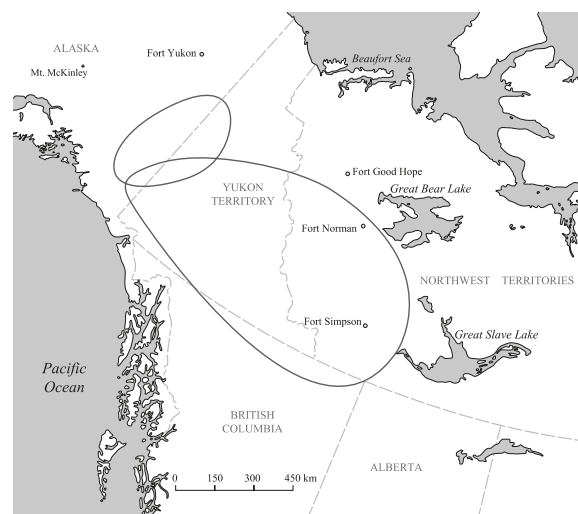 ALASKA
Fort Yukon
Mt. McKinley
Beaufort Sea
Fort Good Hope
Great Bear Lake
YUKON
TERRITORY
Fort Norman
NORTHWEST TERRITORIES
Fort Simpson
Great Slave Lake
Pacific
Ocean
BRITISH
COLUMBIA
ALBERTA
0 150 300 450 km